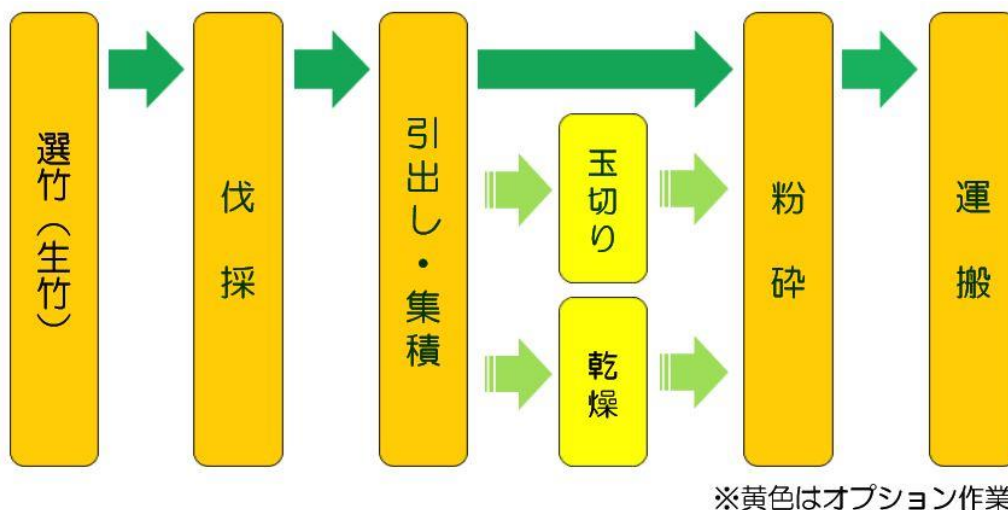 選竹（生竹）
伐採
引出し・集積
玉切り
乾燥
粉砕
運搬
※黄色はオプション作業